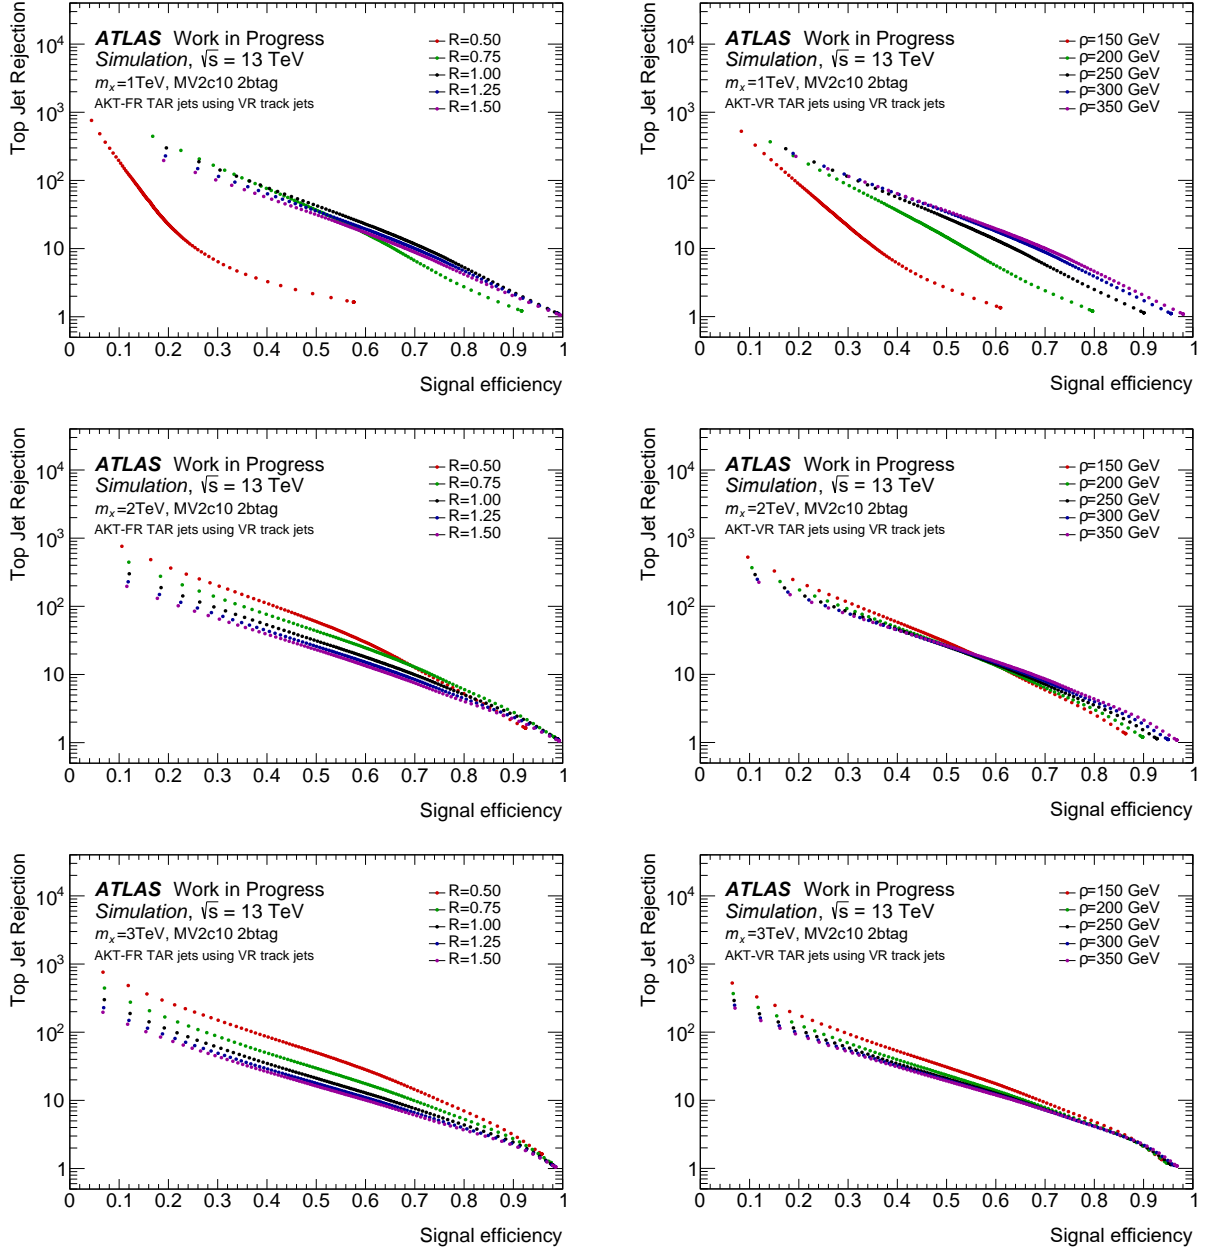 Top Jet Rejection
10^4
10^3
10^2
10
1
ATLAS Work in Progress
Simulation, √s = 13 TeV
m_x=1TeV, MV2c10 2btag
AKT-FR TAR jets using VR track jets
R=0.50
R=0.75
R=1.00
R=1.25
R=1.50
0 0.1 0.2 0.3 0.4 0.5 0.6 0.7 0.8 0.9 1
Signal efficiency
Top Jet Rejection
10^4
10^3
10^2
10
1
ATLAS Work in Progress
Simulation, √s = 13 TeV
m_x=1TeV, MV2c10 2btag
AKT-VR TAR jets using VR track jets
ρ=150 GeV
ρ=200 GeV
ρ=250 GeV
ρ=300 GeV
ρ=350 GeV
0 0.1 0.2 0.3 0.4 0.5 0.6 0.7 0.8 0.9 1
Signal efficiency
Top Jet Rejection
10^4
10^3
10^2
10
1
ATLAS Work in Progress
Simulation, √s = 13 TeV
m_x=2TeV, MV2c10 2btag
AKT-FR TAR jets using VR track jets
R=0.50
R=0.75
R=1.00
R=1.25
R=1.50
0 0.1 0.2 0.3 0.4 0.5 0.6 0.7 0.8 0.9 1
Signal efficiency
Top Jet Rejection
10^4
10^3
10^2
10
1
ATLAS Work in Progress
Simulation, √s = 13 TeV
m_x=2TeV, MV2c10 2btag
AKT-VR TAR jets using VR track jets
ρ=150 GeV
ρ=200 GeV
ρ=250 GeV
ρ=300 GeV
ρ=350 GeV
0 0.1 0.2 0.3 0.4 0.5 0.6 0.7 0.8 0.9 1
Signal efficiency
Top Jet Rejection
10^4
10^3
10^2
10
1
ATLAS Work in Progress
Simulation, √s = 13 TeV
m_x=3TeV, MV2c10 2btag
AKT-FR TAR jets using VR track jets
R=0.50
R=0.75
R=1.00
R=1.25
R=1.50
0 0.1 0.2 0.3 0.4 0.5 0.6 0.7 0.8 0.9 1
Signal efficiency
Top Jet Rejection
10^4
10^3
10^2
10
1
ATLAS Work in Progress
Simulation, √s = 13 TeV
m_x=3TeV, MV2c10 2btag
AKT-VR TAR jets using VR track jets
ρ=150 GeV
ρ=200 GeV
ρ=250 GeV
ρ=300 GeV
ρ=350 GeV
0 0.1 0.2 0.3 0.4 0.5 0.6 0.7 0.8 0.9 1
Signal efficiency